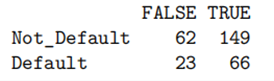 FALSE TRUE
Not_Default 62 149
Default 23 66